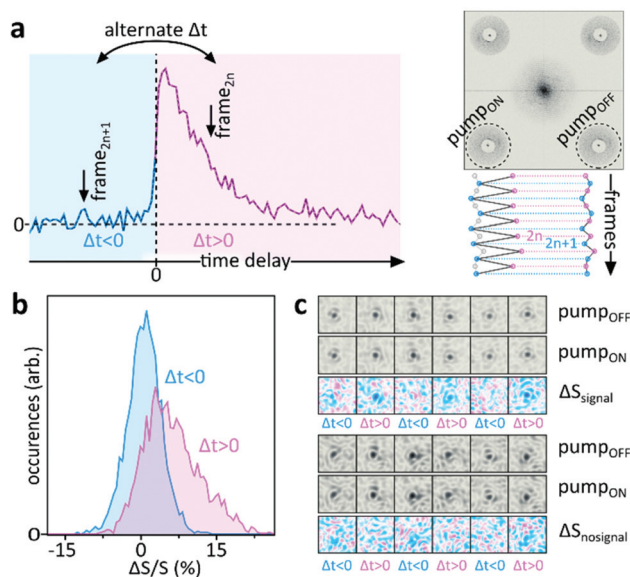 a
alternate Δt
frame2n+1
frame2n
0
Δt<0
Δt>0
0
time delay
pumpON
pumpOFF
frames
2n
2n+1
b
occurences (arb.)
Δt<0
Δt>0
0
-15 0 15
ΔS/S (%)
c
pumpOFF
pumpON
ΔSsignal
Δt<0 Δt>0 Δt<0 Δt>0 Δt<0 Δt>0
pumpOFF
pumpON
ΔSnosignal
Δt<0 Δt>0 Δt<0 Δt>0 Δt<0 Δt>0